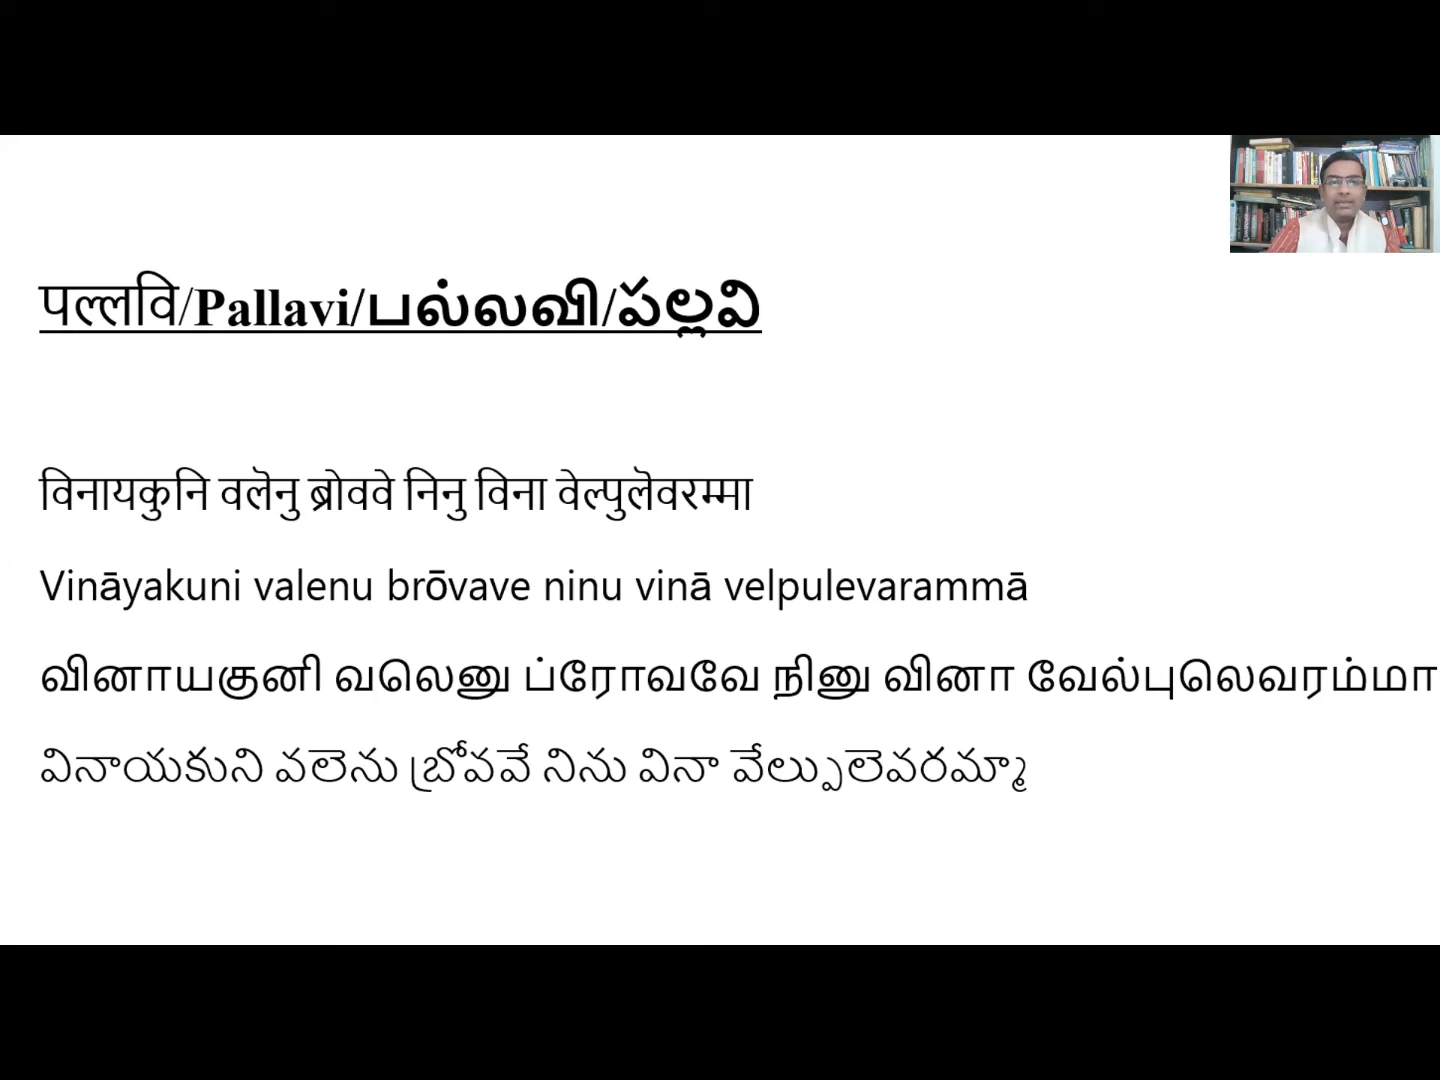 पल्लवि/Pallavi/பல்லவி/పల్లవి
विनायकुनि वलॆनु ब्रोववे निनु विना वेल्पुलॆवरम्मा
Vināyakuni valenu brōvave ninu vinā velpulevarammā
வினாயகுனி வலெனு ப்ரோவவே நினு வினா வேல்புலெவரம்மா
వినాయకుని వలెను బ్రోవవే నిను వినా వేల్పులెవరమ్మా